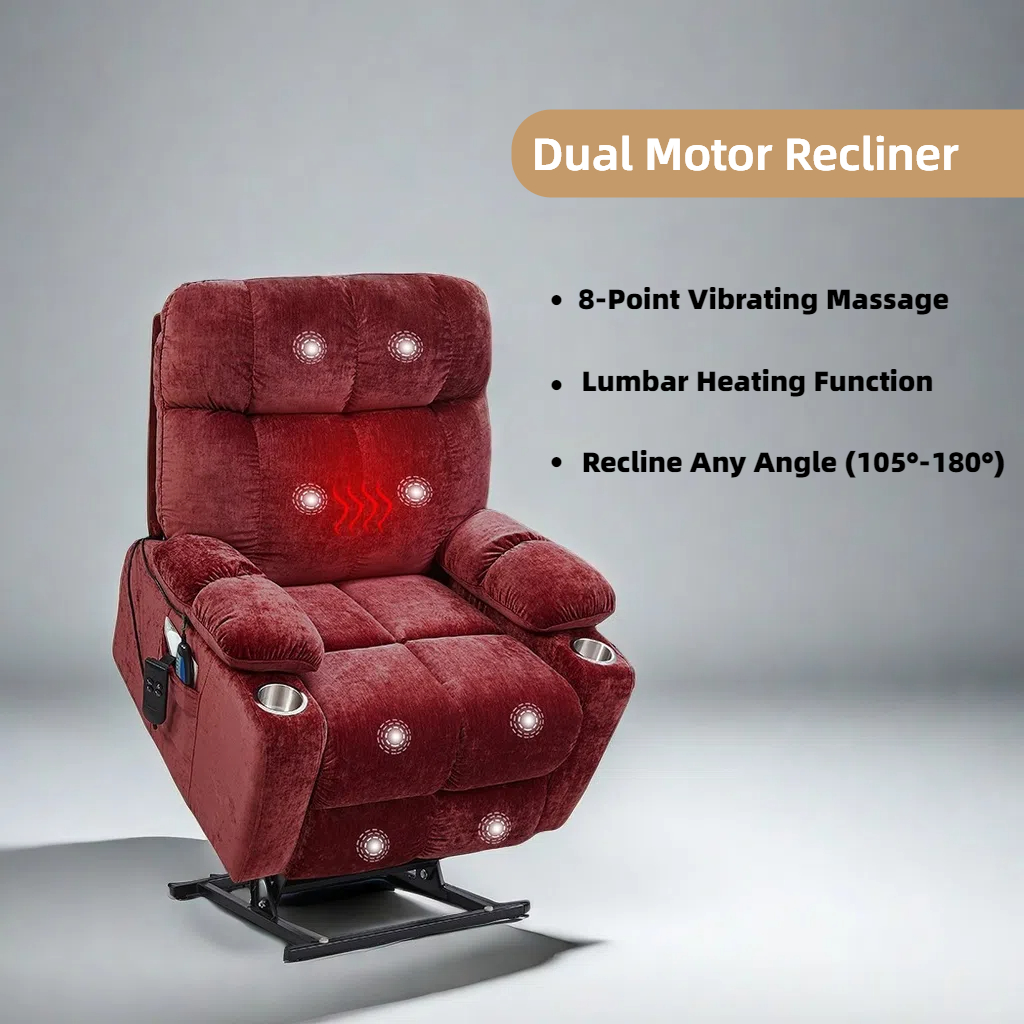 Dual Motor Recliner
• 8-Point Vibrating Massage
• Lumbar Heating Function
• Recline Any Angle (105°-180°)